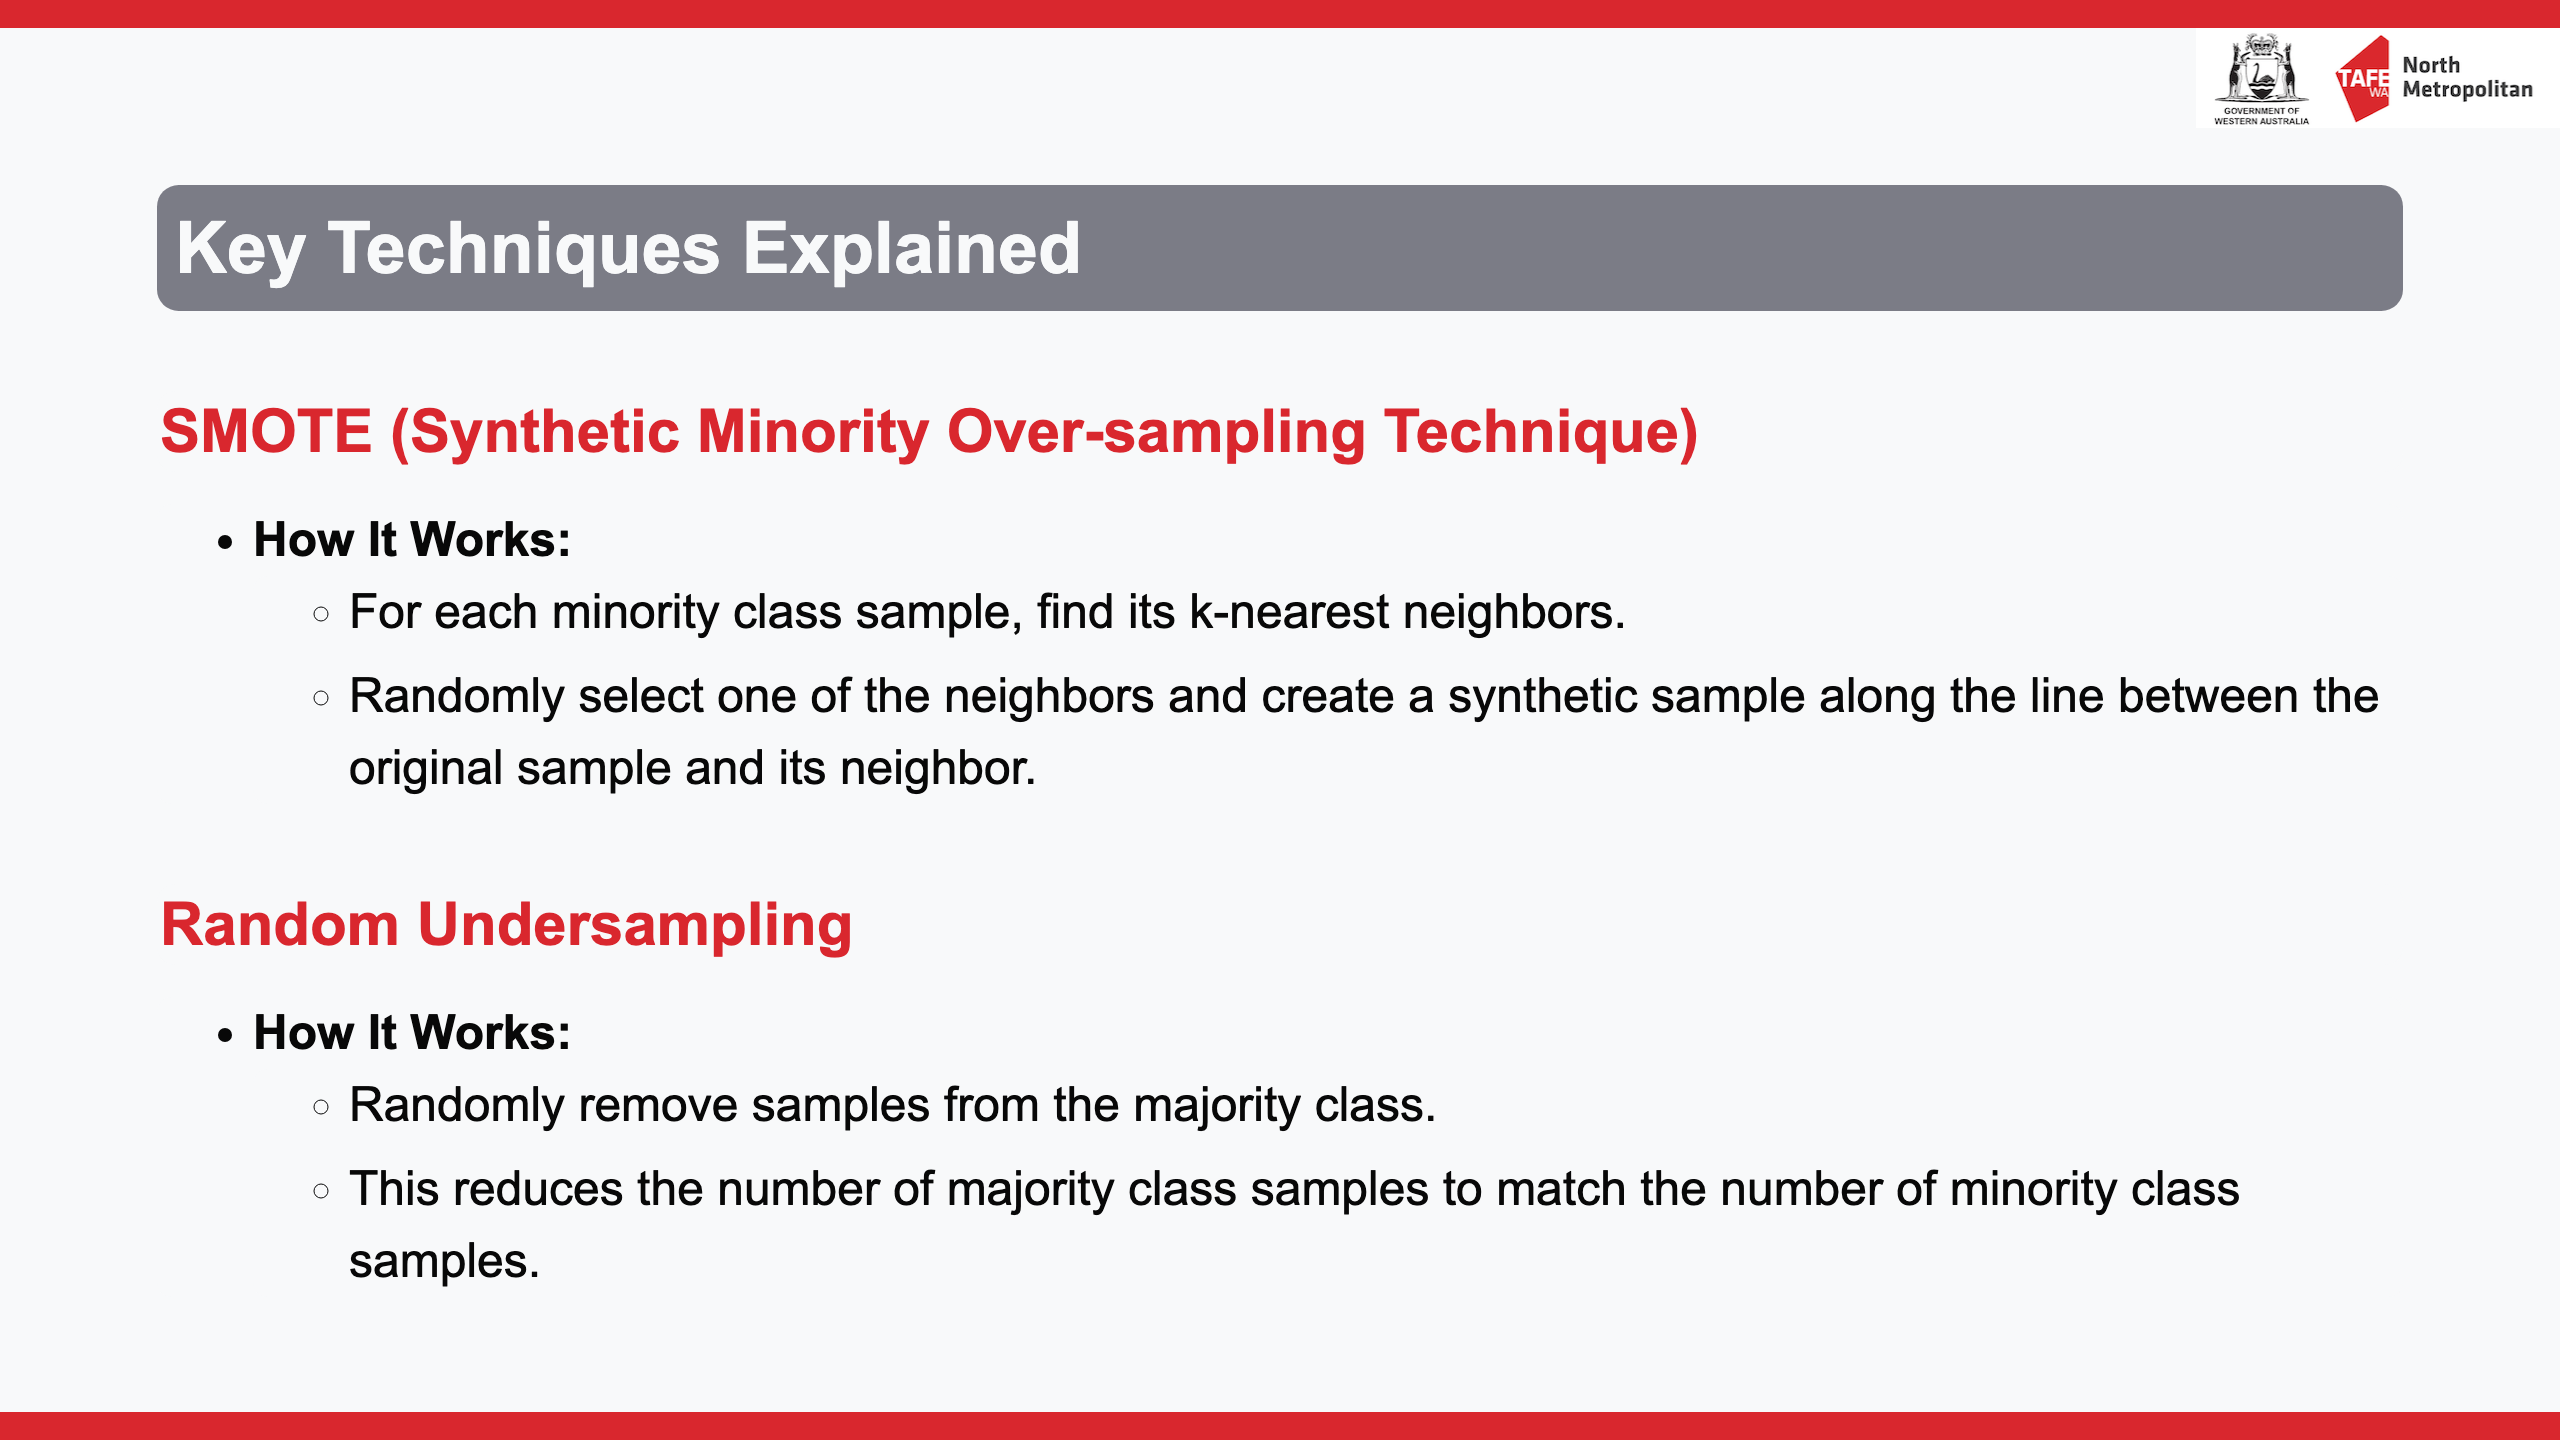 GOVERNMENT OF
WESTERN AUSTRALIA
TAFE
WA
North
Metropolitan
Key Techniques Explained
SMOTE (Synthetic Minority Over-sampling Technique)
• How It Works:
○ For each minority class sample, find its k-nearest neighbors.
○ Randomly select one of the neighbors and create a synthetic sample along the line between the
original sample and its neighbor.
Random Undersampling
• How It Works:
○ Randomly remove samples from the majority class.
○ This reduces the number of majority class samples to match the number of minority class
samples.